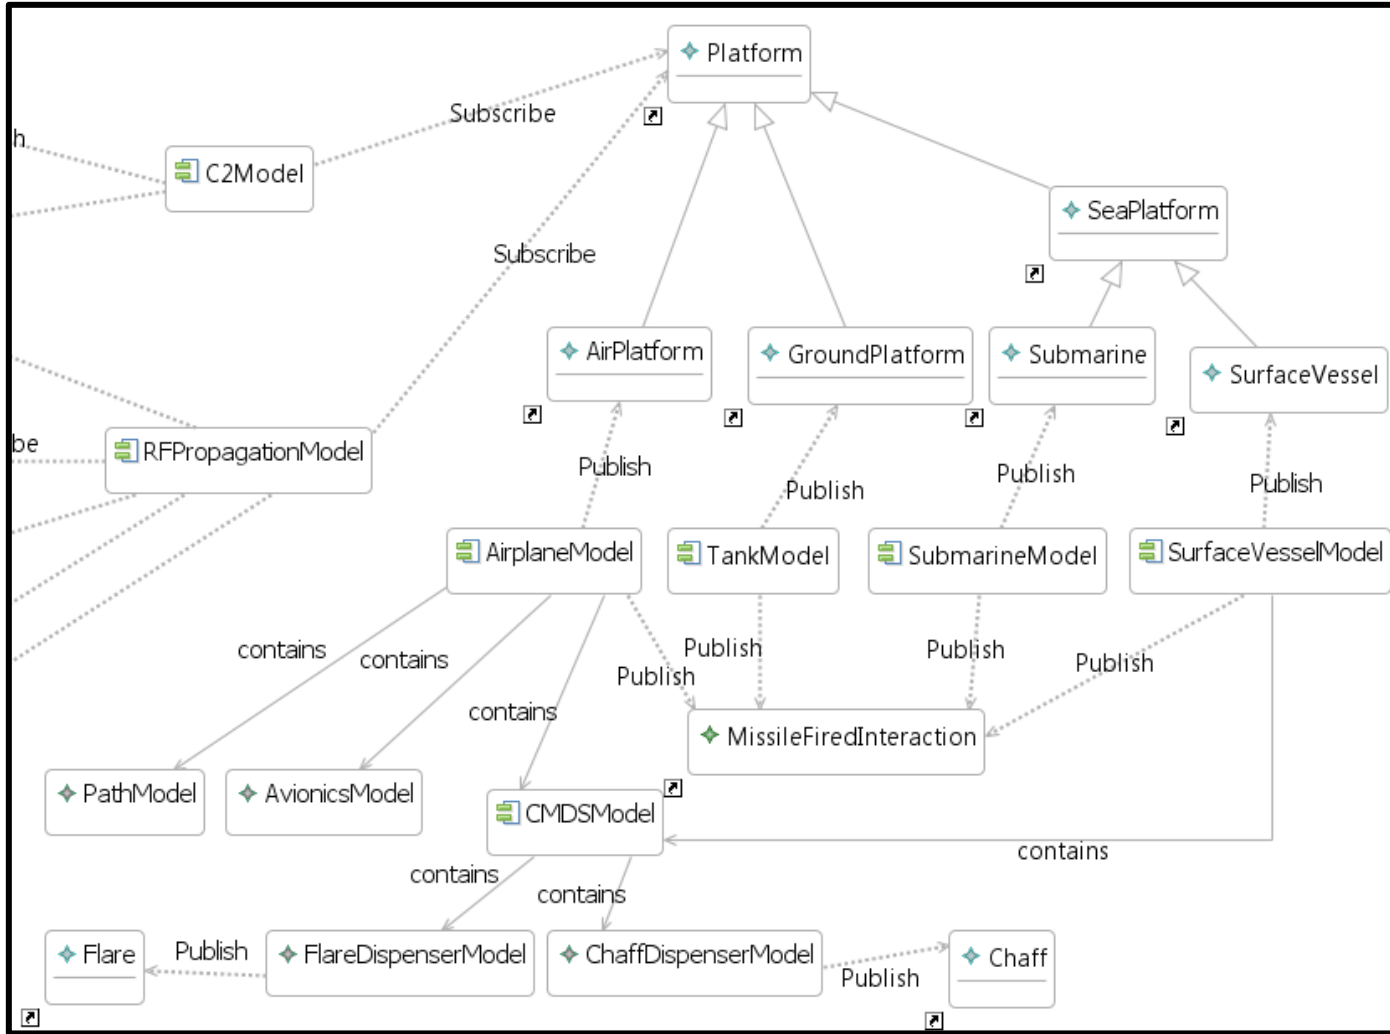 Platform
Subscribe
h
C2Model
SeaPlatform
Subscribe
AirPlatform
GroundPlatform
Submarine
SurfaceVessel
be
RFPropagationModel
Publish
Publish
Publish
Publish
AirplaneModel
TankModel
SubmarineModel
SurfaceVesselModel
contains
contains
Publish
Publish
Publish
Publish
contains
MissileFiredInteraction
PathModel
AvionicsModel
CMDSModel
contains
contains
contains
Flare
Publish
FlareDispenserModel
ChaffDispenserModel
Publish
Chaff